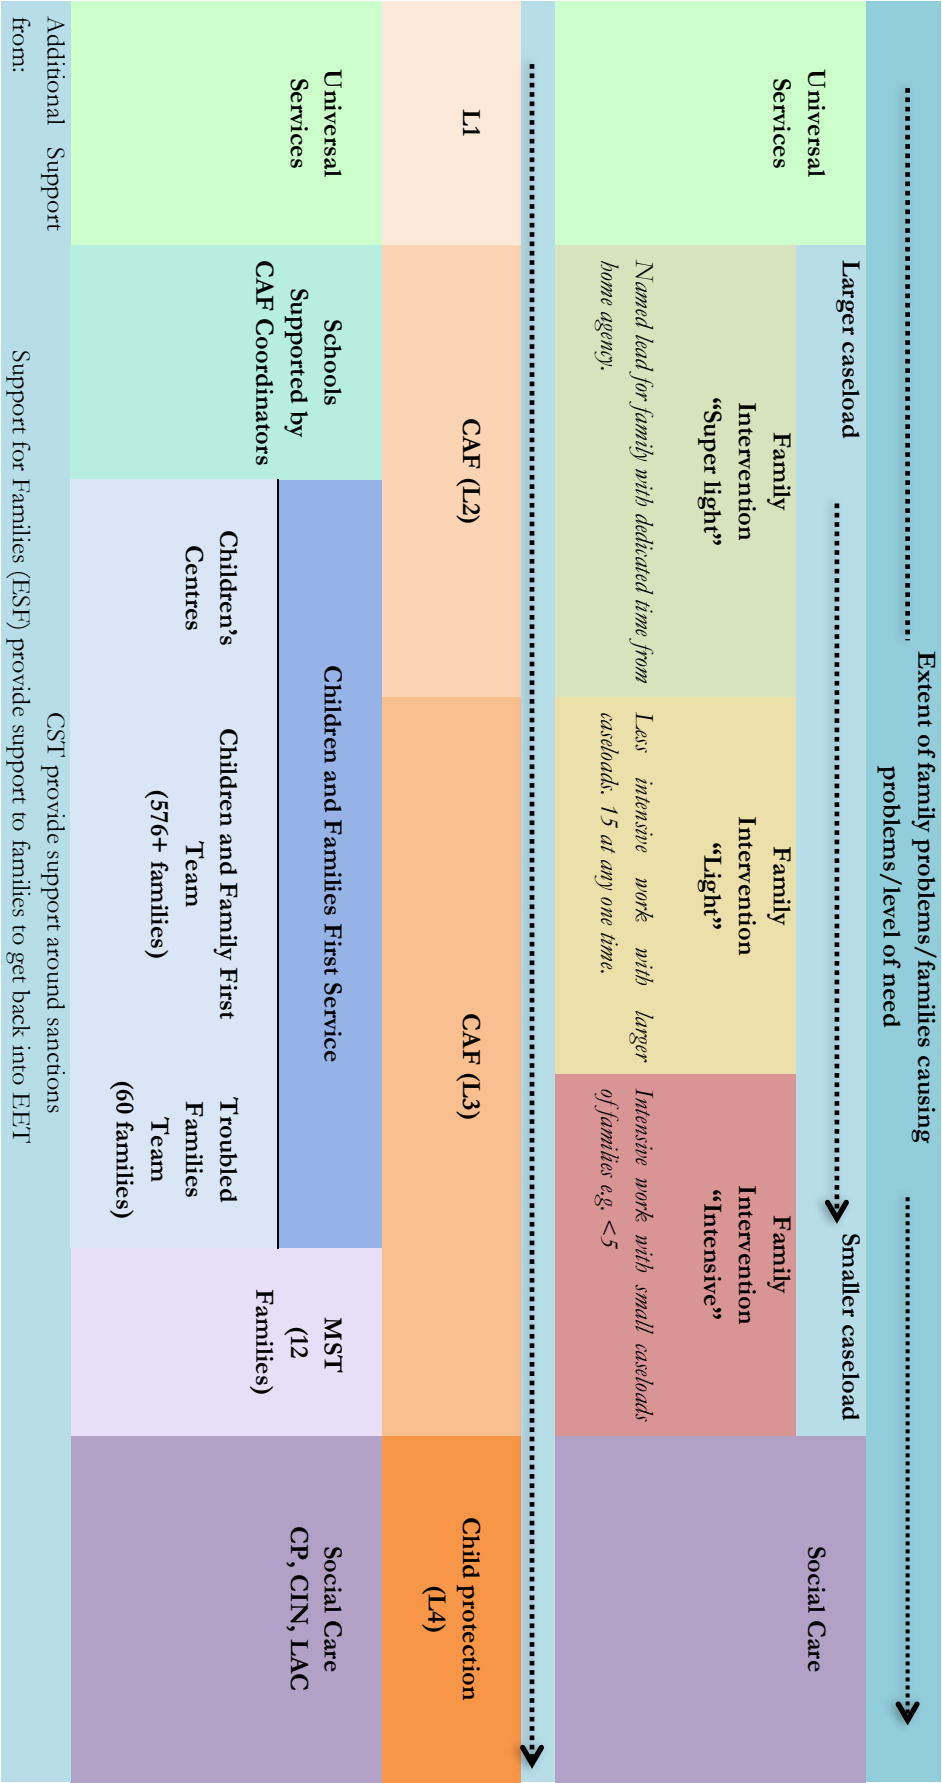 Extent of family problems/families causing
problems/level of need
Universal
Services
Larger caseload
Smaller caseload
Family
Intervention
“Super light”
Named lead for family with dedicated time from
home agency.
Family
Intervention
“Light”
Less intensive work with larger
caseloads. 15 at any one time.
Family
Intervention
“Intensive”
Intensive work with small caseloads
of families e.g. <5
Social Care
L1
CAF (L2)
CAF (L3)
Child protection
(L4)
Universal
Services
Schools
Supported by
CAF Coordinators
Children and Families First Service
Children’s
Centres
Children and Family First
Team
(576+ families)
Troubled
Families
Team
(60 families)
MST
(12
Families)
Social Care
CP, CIN, LAC
Additional Support
from:
CST provide support around sanctions
Support for Families (ESF) provide support to families to get back into EET